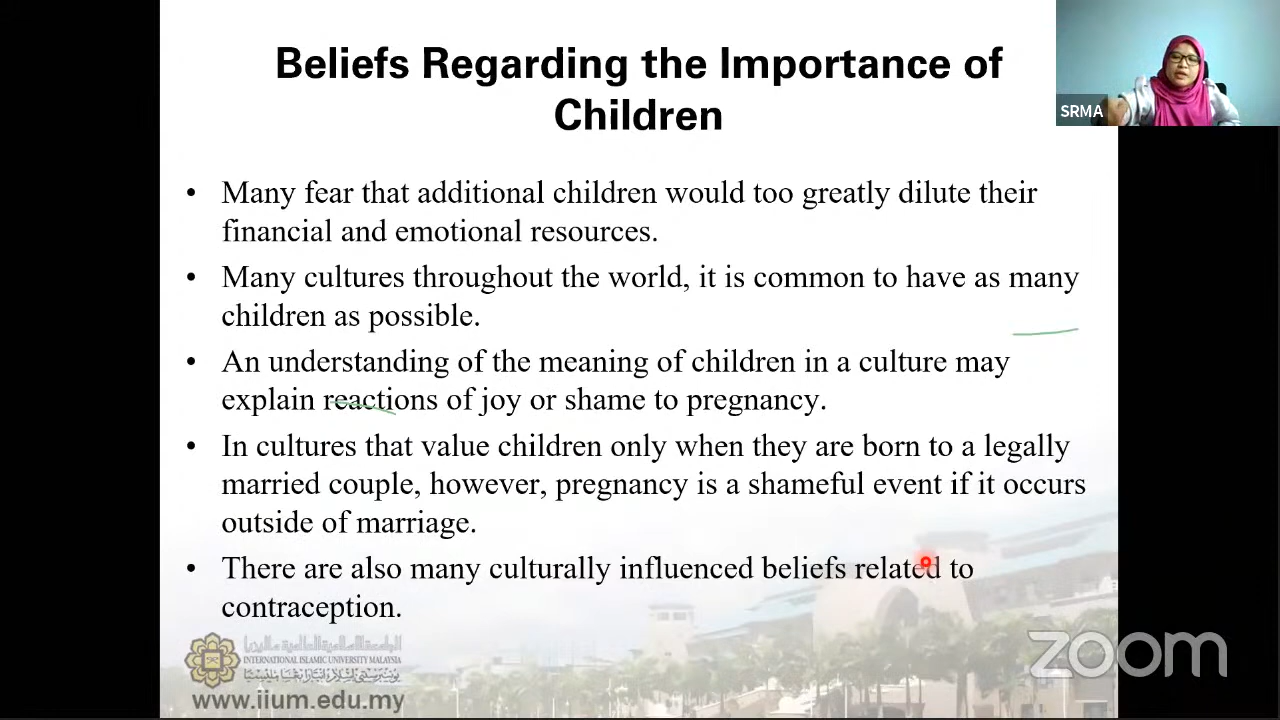 Beliefs Regarding the Importance of
Children
SRMA
• Many fear that additional children would too greatly dilute their
financial and emotional resources.
• Many cultures throughout the world, it is common to have as many
children as possible.
• An understanding of the meaning of children in a culture may
explain reactions of joy or shame to pregnancy.
• In cultures that value children only when they are born to a legally
married couple, however, pregnancy is a shameful event if it occurs
outside of marriage.
• There are also many culturally influenced beliefs related to
contraception.
الجامعة الإسلامية العالمية ماليزيا
INTERNATIONAL ISLAMIC UNIVERSITY MALAYSIA
www.iium.edu.my
zoom